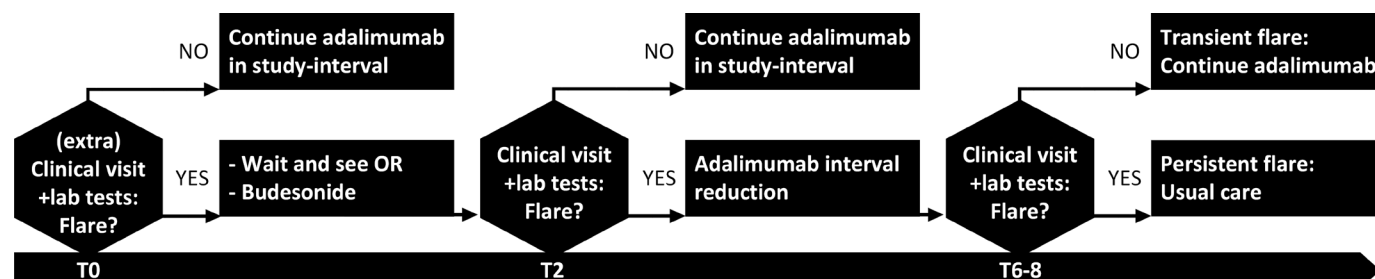 (extra)
Clinical visit
+lab tests:
Flare?
NO
Continue adalimumab
in study-interval
YES
- Wait and see OR
- Budesonide
Clinical visit
+lab tests:
Flare?
NO
Continue adalimumab
in study-interval
YES
Adalimumab interval
reduction
Clinical visit
+lab tests:
Flare?
NO
Transient flare:
Continue adalimumab
YES
Persistent flare:
Usual care
T0
T2
T6-8